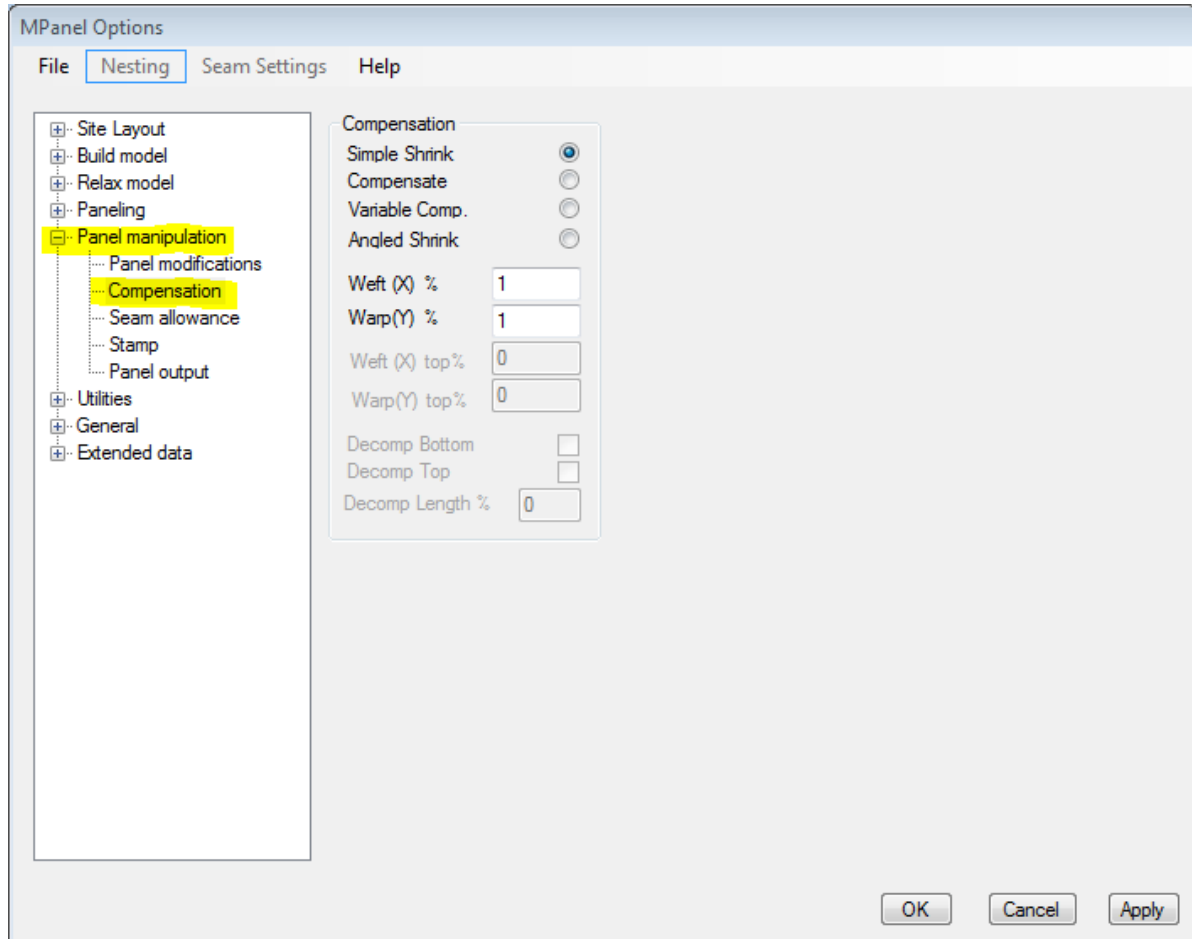 MPanel Options
File Nesting Seam Settings Help
Site Layout
Build model
Relax model
Paneling
Panel manipulation
Panel modifications
Compensation
Seam allowance
Stamp
Panel output
Utilities
General
Extended data
Compensation
Simple Shrink
Compensate
Variable Comp.
Angled Shrink
Weft (X) % 1
Warp(Y) % 1
Weft (X) top% 0
Warp(Y) top% 0
Decomp Bottom
Decomp Top
Decomp Length % 0
OK Cancel Apply